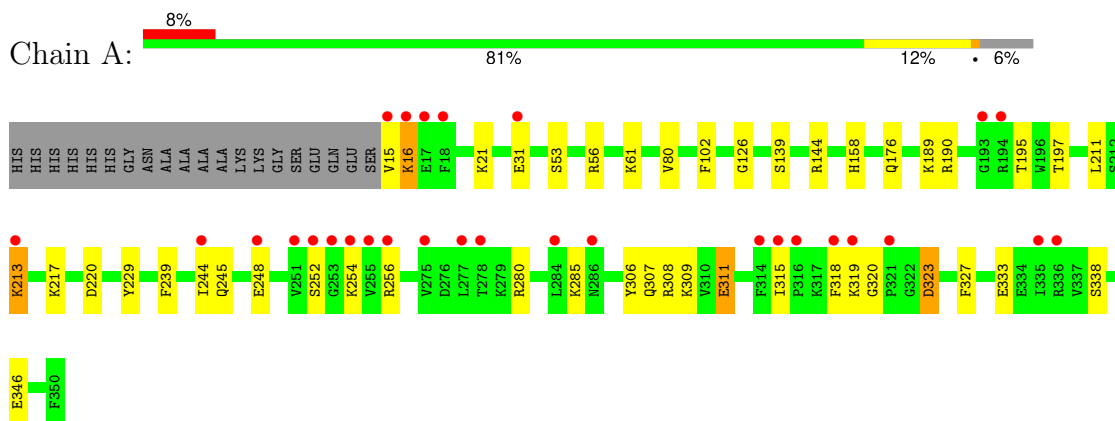 8%
Chain A:
81% 12% • 6%
HIS HIS HIS HIS HIS HIS GLY ASN ALA ALA ALA ALA LYS LYS GLY SER GLU GLN GLU SER V15 K16 E17 F18 K21 E31 S53 R56 K61 V80 F102 G126 S139 R144 H158 Q176 K189 R190 G193 R194 T195 W196 T197 L211 S212
K213 K217 D220 Y229 F239 I244 Q245 E248 V251 S252 G253 K254 V255 R256 V275 D276 L277 T278 K279 R280 L284 K285 N286 Y306 Q307 R308 K309 V310 E311 F314 I315 P316 K317 F318 K319 G320 P321 G322 D323 F327 E333 E334 I335 R336 V337 S338
E346 F350